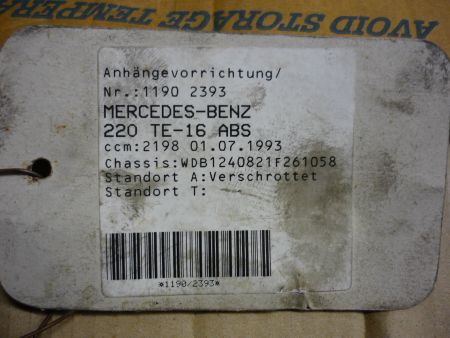 AVOID STORAGE TEMPERA
Anhängevorrichtung/
Nr.:1190 2393
MERCEDES-BENZ
220 TE-16 ABS
ccm:2198 01.07.1993
Chassis:WDB1240821F261058
Standort A:Verschrottet
Standort T:
*1190/2393*